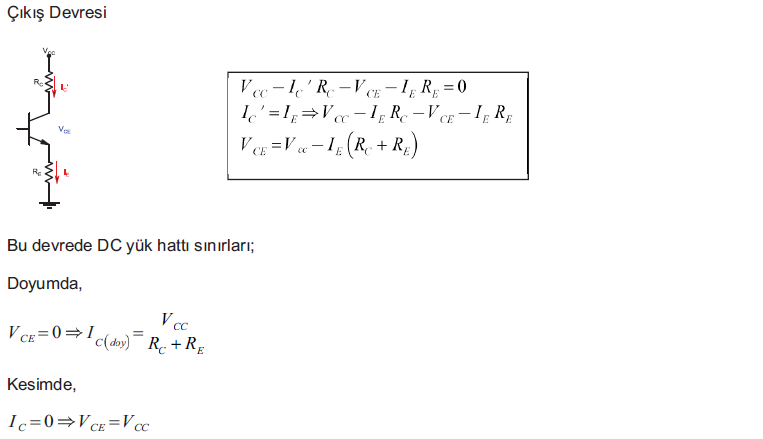 Çıkış Devresi
V_CC
R_C I_C'
V_CE
R_E I_E
V_CC − I_C ' R_C − V_CE − I_E R_E = 0
I_C ' = I_E ⇒ V_CC − I_E R_C − V_CE − I_E R_E
V_CE = V_cc − I_E (R_C + R_E)
Bu devrede DC yük hattı sınırları;
Doyumda,
V_CE = 0 ⇒ I_C(doy) = V_CC / (R_C + R_E)
Kesimde,
I_C = 0 ⇒ V_CE = V_CC